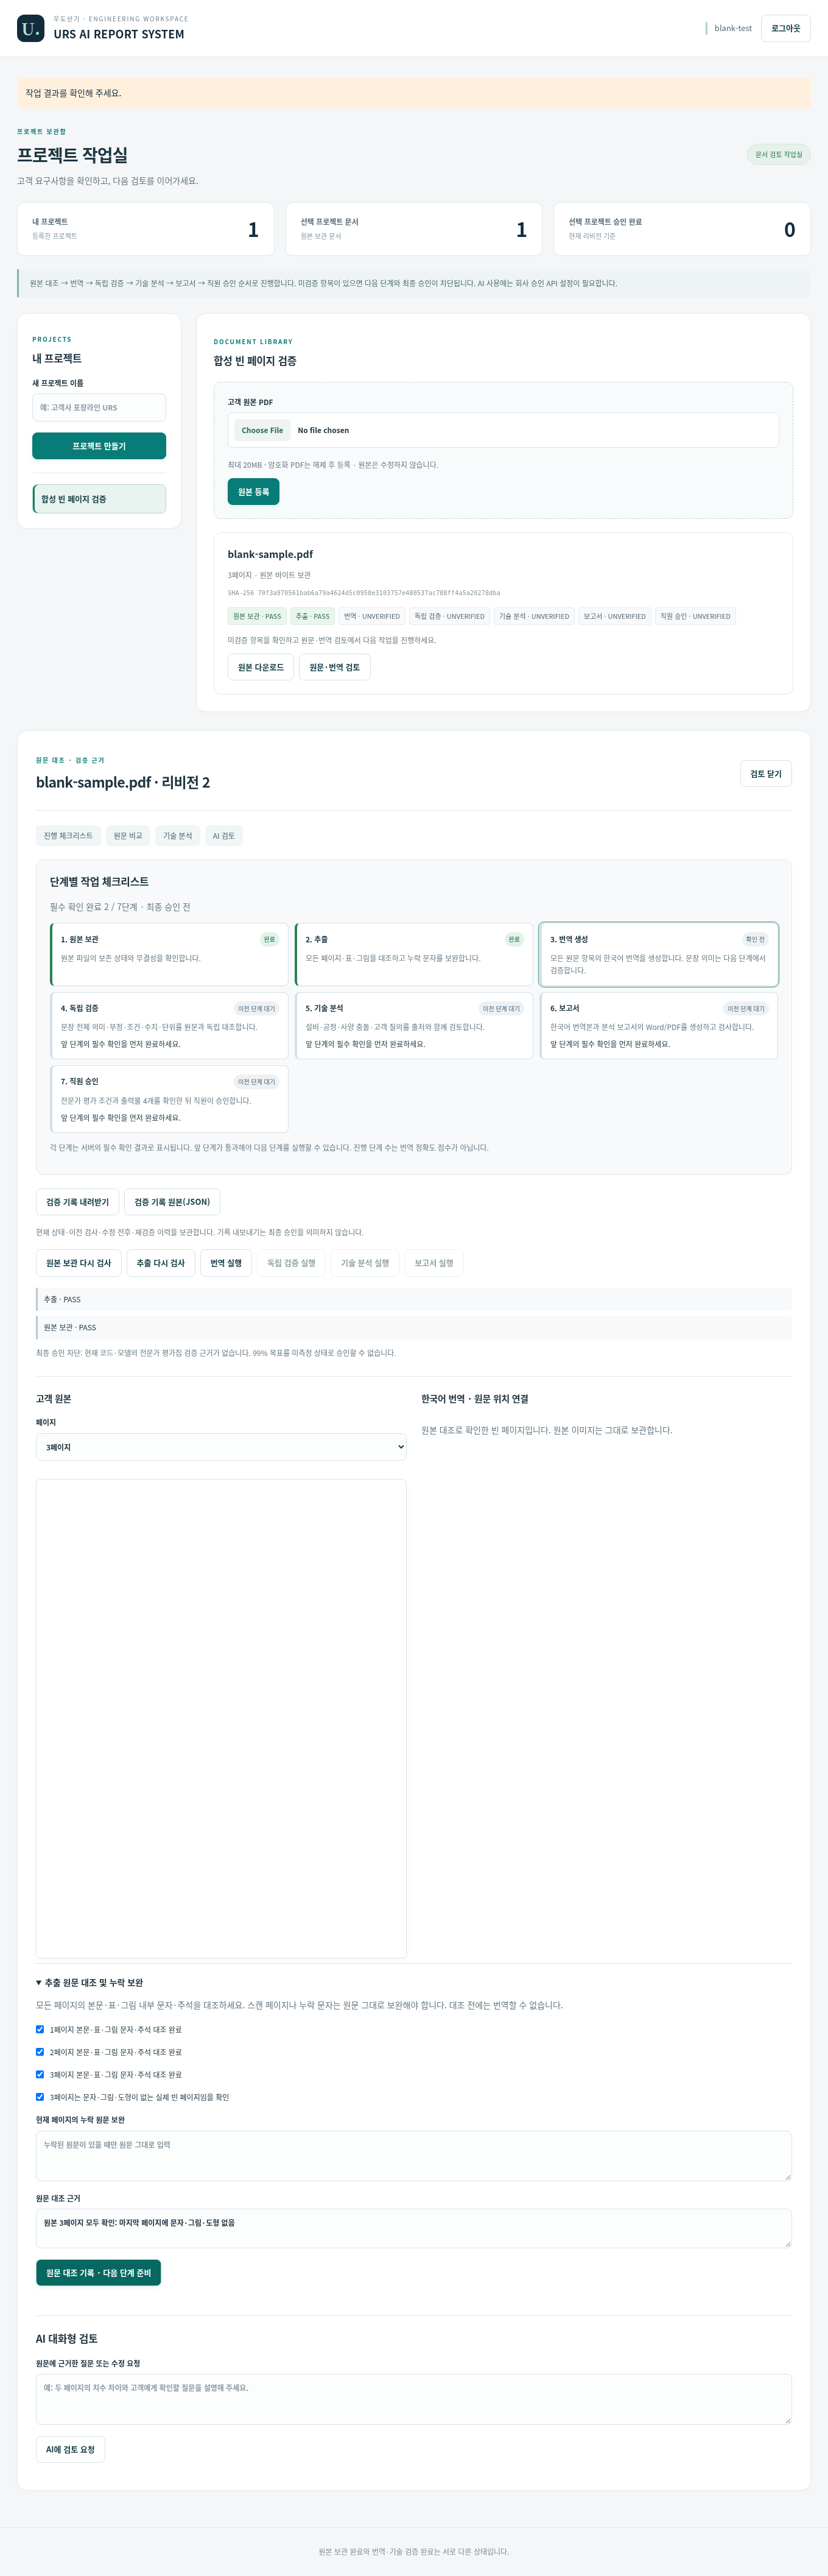 U.
우도산기 · ENGINEERING WORKSPACE
URS AI REPORT SYSTEM
blank-test
로그아웃
작업 결과를 확인해 주세요.
프로젝트 보관함
프로젝트 작업실
고객 요구사항을 확인하고, 다음 검토를 이어가세요.
문서 검토 작업실
내 프로젝트
등록한 프로젝트
1
선택 프로젝트 문서
원본 보관 문서
1
선택 프로젝트 승인 완료
현재 리비전 기준
0
원본 대조 → 번역 → 독립 검증 → 기술 분석 → 보고서 → 직원 승인 순서로 진행합니다. 미검증 항목이 있으면 다음 단계와 최종 승인이 차단됩니다. AI 사용에는 회사 승인 API 설정이 필요합니다.
PROJECTS
내 프로젝트
새 프로젝트 이름
예: 고객사 포장라인 URS
프로젝트 만들기
합성 빈 페이지 검증
DOCUMENT LIBRARY
합성 빈 페이지 검증
고객 원본 PDF
Choose File No file chosen
최대 20MB · 암호화 PDF는 해제 후 등록 · 원본은 수정하지 않습니다.
원본 등록
blank-sample.pdf
3페이지 · 원본 바이트 보관
원본 보관 · PASS
추출 · PASS
번역 · UNVERIFIED
독립 검증 · UNVERIFIED
기술 분석 · UNVERIFIED
보고서 · UNVERIFIED
직원 승인 · UNVERIFIED
미검증 항목을 확인하고 원문·번역 검토에서 다음 작업을 진행하세요.
원본 다운로드
원문·번역 검토
원문 대조 · 검증 근거
blank-sample.pdf · 리비전 2
검토 닫기
진행 체크리스트
원문 비교
기술 분석
AI 검토
단계별 작업 체크리스트
필수 확인 완료 2 / 7단계 · 최종 승인 전
1. 원본 보관
완료
원본 파일의 보존 상태와 무결성을 확인합니다.
2. 추출
완료
모든 페이지·표·그림을 대조하고 누락 문자를 보완합니다.
3. 번역 생성
확인 전
모든 원문 항목의 한국어 번역을 생성합니다. 문장 의미는 다음 단계에서
검증합니다.
4. 독립 검증
이전 단계 대기
문장 전체 의미·부정·조건·수치·단위를 원문과 독립 대조합니다.
앞 단계의 필수 확인을 먼저 완료하세요.
5. 기술 분석
이전 단계 대기
설비·공정·사양 충돌·고객 질의를 출처와 함께 검토합니다.
앞 단계의 필수 확인을 먼저 완료하세요.
6. 보고서
이전 단계 대기
한국어 번역본과 분석 보고서의 Word/PDF를 생성하고 검사합니다.
앞 단계의 필수 확인을 먼저 완료하세요.
7. 직원 승인
이전 단계 대기
전문가 평가 조건과 출력물 4개를 확인한 뒤 직원이 승인합니다.
앞 단계의 필수 확인을 먼저 완료하세요.
각 단계는 서버의 필수 확인 결과로 표시됩니다. 앞 단계가 통과해야 다음 단계를 실행할 수 있습니다. 진행 단계 수는 번역 정확도 점수가 아닙니다.
검증 기록 내려받기
검증 기록 원본(JSON)
현재 상태·이전 검사·수정 전후·재검증 이력을 보관합니다. 기록 내보내기는 최종 승인을 의미하지 않습니다.
원본 보관 다시 검사
추출 다시 검사
번역 실행
독립 검증 실행
기술 분석 실행
보고서 실행
추출 · PASS
원본 보관 · PASS
최종 승인 차단: 현재 코드·모델의 전문가 평가집 검증 근거가 없습니다. 99% 목표를 미측정 상태로 승인할 수 없습니다.
고객 원본
페이지
3페이지
한국어 번역 · 원문 위치 연결
원본 대조로 확인한 빈 페이지입니다. 원본 이미지는 그대로 보관합니다.
▼ 추출 원문 대조 및 누락 보완
모든 페이지의 본문·표·그림 내부 문자·주석을 대조하세요. 스캔 페이지나 누락 문자는 원문 그대로 보완해야 합니다. 대조 전에는 번역할 수 없습니다.
1페이지 본문·표·그림 문자·주석 대조 완료
2페이지 본문·표·그림 문자·주석 대조 완료
3페이지 본문·표·그림 문자·주석 대조 완료
3페이지는 문자·그림·도형이 없는 실제 빈 페이지임을 확인
현재 페이지의 누락 원문 보완
누락된 원문이 있을 때만 원문 그대로 입력
원문 대조 근거
원본 3페이지 모두 확인: 마지막 페이지에 문자·그림·도형 없음
원문 대조 기록 · 다음 단계 준비
AI 대화형 검토
원문에 근거한 질문 또는 수정 요청
예: 두 페이지의 치수 차이와 고객에게 확인할 질문을 설명해 주세요.
AI에 검토 요청
원본 보관 완료와 번역·기술 검증 완료는 서로 다른 상태입니다.